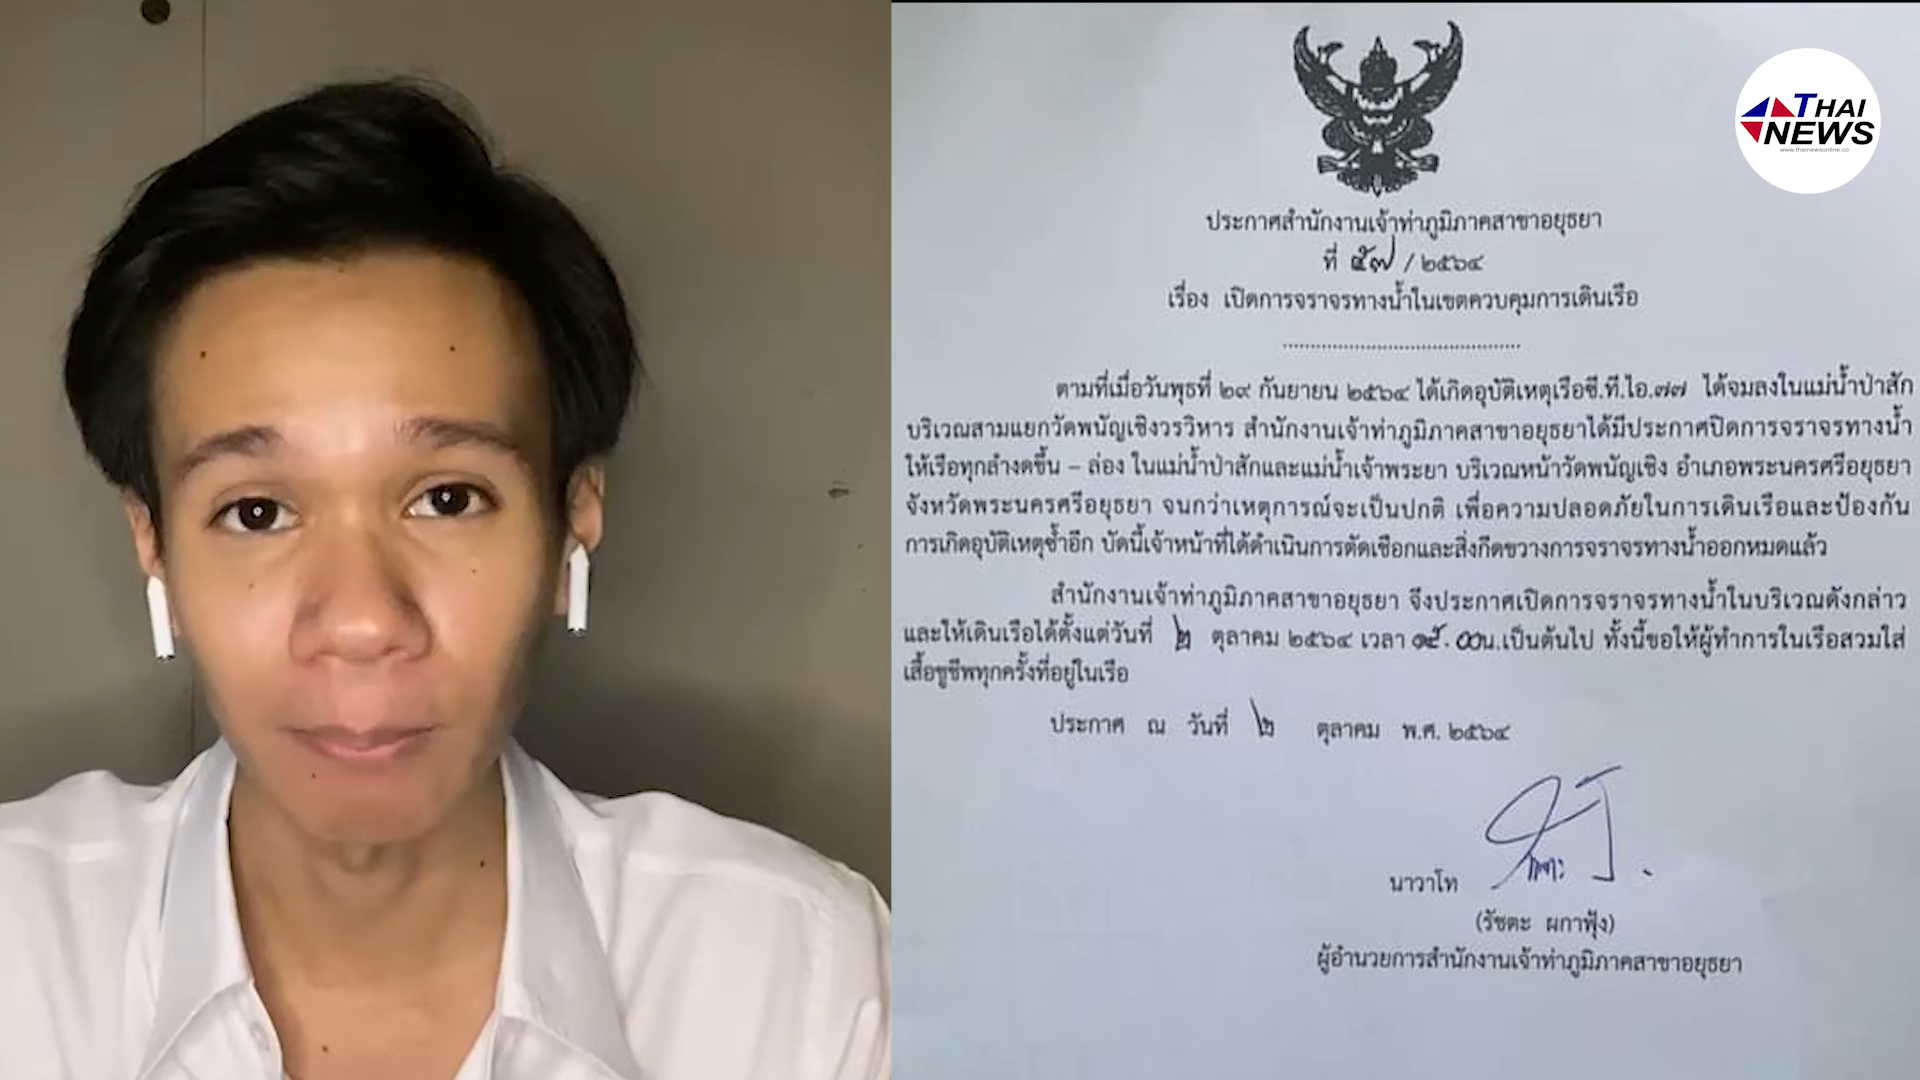 THAI
NEWS
www.thainewsonline.co
ประกาศสำนักงานเจ้าท่าภูมิภาคสาขาอยุธยา
ที่ ๕๗ / ๒๕๖๔
เรื่อง เปิดการจราจรทางน้ำในเขตควบคุมการเดินเรือ
ตามที่เมื่อวันพุธที่ ๒๙ กันยายน ๒๕๖๔ ได้เกิดอุบัติเหตุเรือซี.ที.ไอ.๗๗ ได้จมลงในแม่น้ำป่าสัก
บริเวณสามแยกวัดพนัญเชิงวรวิหาร สำนักงานเจ้าท่าภูมิภาคสาขาอยุธยาได้มีประกาศปิดการจราจรทางน้ำ
ให้เรือทุกลำงดขึ้น – ล่อง ในแม่น้ำป่าสักและแม่น้ำเจ้าพระยา บริเวณหน้าวัดพนัญเชิง อำเภอพระนครศรีอยุธยา
จังหวัดพระนครศรีอยุธยา จนกว่าเหตุการณ์จะเป็นปกติ เพื่อความปลอดภัยในการเดินเรือและป้องกัน
การเกิดอุบัติเหตุซ้ำอีก บัดนี้เจ้าหน้าที่ได้ดำเนินการตัดเชือกและสิ่งกีดขวางการจราจรทางน้ำออกหมดแล้ว
สำนักงานเจ้าท่าภูมิภาคสาขาอยุธยา จึงประกาศเปิดการจราจรทางน้ำในบริเวณดังกล่าว
และให้เดินเรือได้ตั้งแต่วันที่ ๒ ตุลาคม ๒๕๖๔ เวลา ๑๕.๐๐น.เป็นต้นไป ทั้งนี้ขอให้ผู้ทำการในเรือสวมใส่
เสื้อชูชีพทุกครั้งที่อยู่ในเรือ
ประกาศ ณ วันที่ ๒ ตุลาคม พ.ศ. ๒๕๖๔
นาวาโท
(รัชตะ ผกาฟุ้ง)
ผู้อำนวยการสำนักงานเจ้าท่าภูมิภาคสาขาอยุธยา